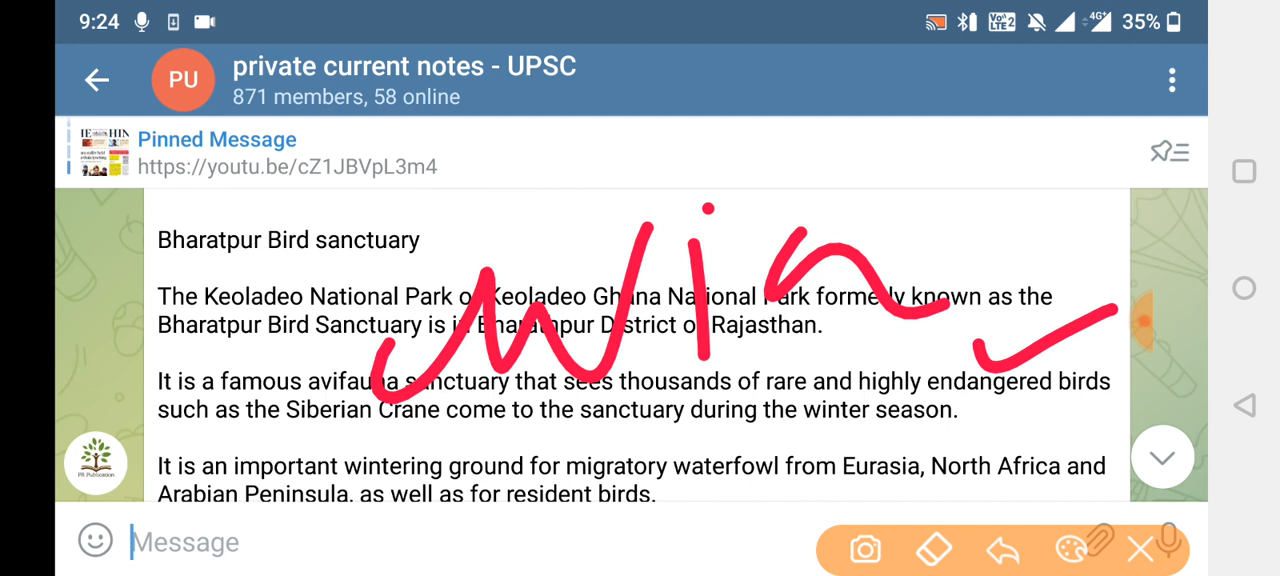 9:24
Vo)) LTE 2
4G+
35%
PU
private current notes - UPSC
871 members, 58 online
Pinned Message
https://youtu.be/cZ1JBVpL3m4
Bharatpur Bird sanctuary
The Keoladeo National Park or Keoladeo Ghana National Park formerly known as the
Bharatpur Bird Sanctuary is in Bharathpur District of Rajasthan.
It is a famous avifauna sanctuary that sees thousands of rare and highly endangered birds
such as the Siberian Crane come to the sanctuary during the winter season.
It is an important wintering ground for migratory waterfowl from Eurasia, North Africa and
Arabian Peninsula, as well as for resident birds.
Win
PR Publication
Message